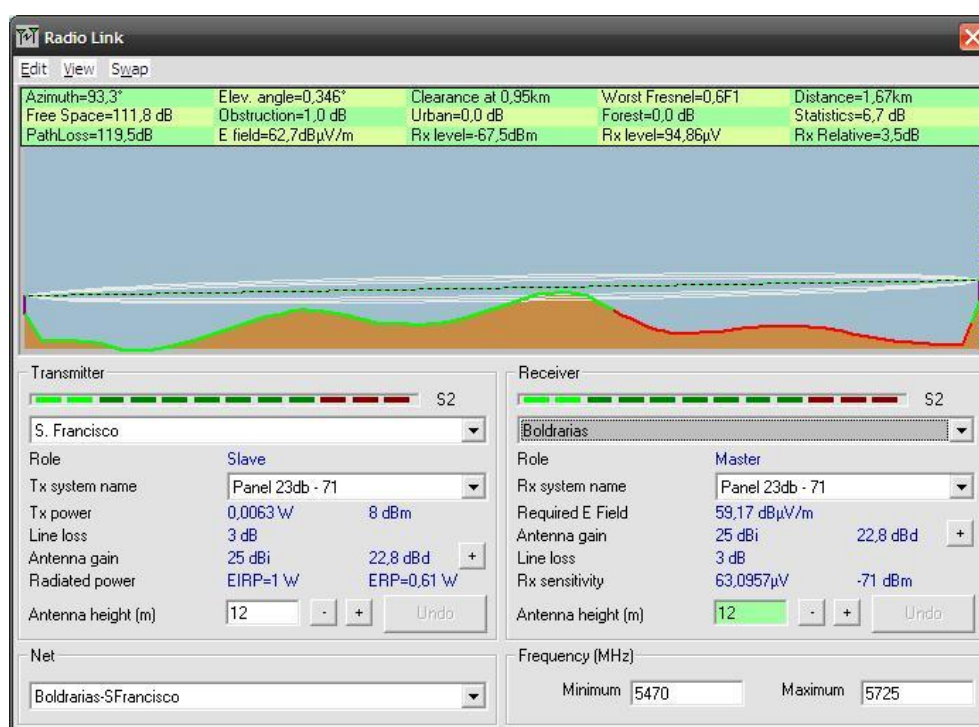 Radio Link
Edit View Swap
Azimuth=93,3° Elev. angle=0,346° Clearance at 0,95km Worst Fresnel=0,6F1 Distance=1,67km
Free Space=111,8 dB Obstruction=1,0 dB Urban=0,0 dB Forest=0,0 dB Statistics=6,7 dB
PathLoss=119,5dB E field=62,7dBµV/m Rx level=-67,5dBm Rx level=94,86µV Rx Relative=3,5dB
Transmitter
S2
S. Francisco
Role Slave
Tx system name Panel 23db - 71
Tx power 0,0063 W 8 dBm
Line loss 3 dB
Antenna gain 25 dBi 22,8 dBd +
Radiated power EIRP=1 W ERP=0,61 W
Antenna height (m) 12 - + Undo
Receiver
S2
Boldrarias
Role Master
Rx system name Panel 23db - 71
Required E Field 59,17 dBµV/m
Antenna gain 25 dBi 22,8 dBd +
Line loss 3 dB
Rx sensitivity 63,0957µV -71 dBm
Antenna height (m) 12 - + Undo
Net
Boldrarias-SFrancisco
Frequency (MHz)
Minimum 5470 Maximum 5725